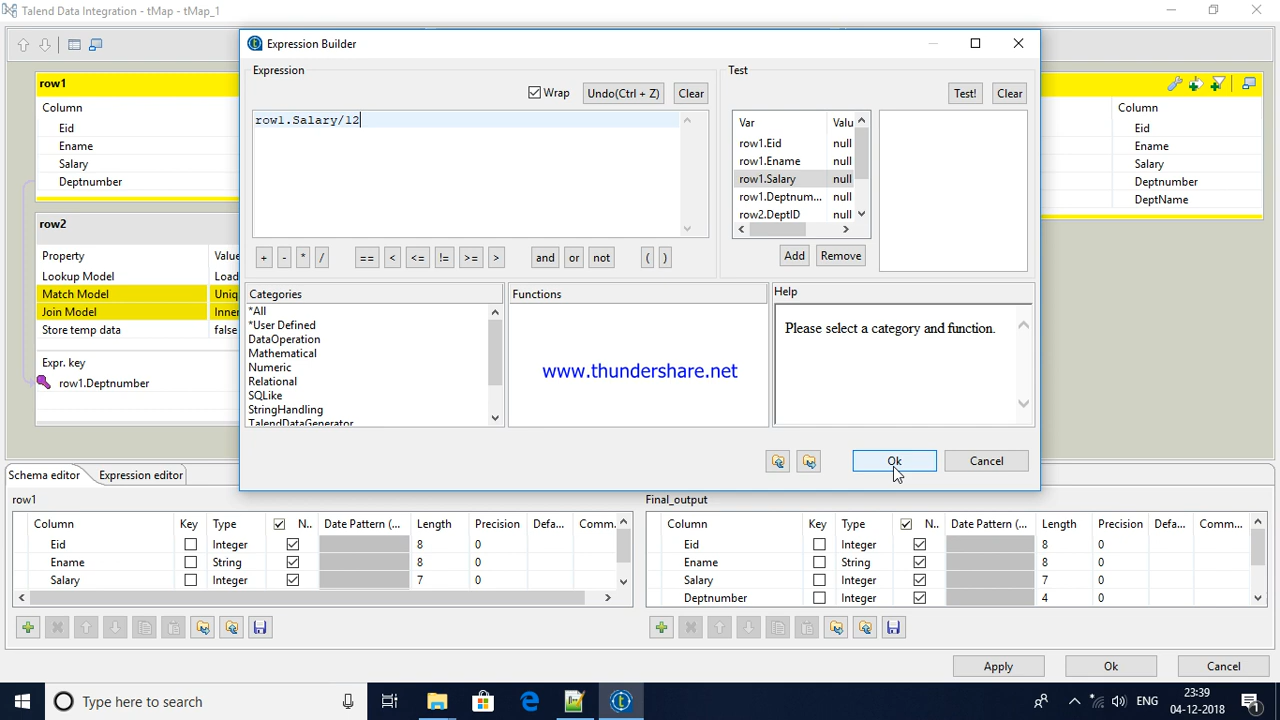 Talend Data Integration - tMap - tMap_1
row1
Column
Eid
Ename
Salary
Deptnumber
row2
Property Value
Lookup Model Load
Match Model Uniq
Join Model Inner
Store temp data false
Expr. key
row1.Deptnumber
Expression Builder
Expression
Wrap Undo(Ctrl + Z) Clear
row1.Salary/12
+ - * / == < <= != >= > and or not ( )
Test
Test! Clear
Var Valu
row1.Eid null
row1.Ename null
row1.Salary null
row1.Deptnum... null
row2.DeptID null
Add Remove
Categories
*All
*User Defined
DataOperation
Mathematical
Numeric
Relational
SQLike
StringHandling
TalendDataGenerator
Functions
www.thundershare.net
Help
Please select a category and function.
Ok Cancel
Column
Eid
Ename
Salary
Deptnumber
DeptName
Schema editor Expression editor
row1
Column Key Type N.. Date Pattern (... Length Precision Defa... Comm...
Eid Integer 8 0
Ename String 8 0
Salary Integer 7 0
Final_output
Column Key Type N.. Date Pattern (... Length Precision Defa... Comm...
Eid Integer 8 0
Ename String 8 0
Salary Integer 7 0
Deptnumber Integer 4 0
Apply Ok Cancel
Type here to search
ENG
23:39
04-12-2018
1